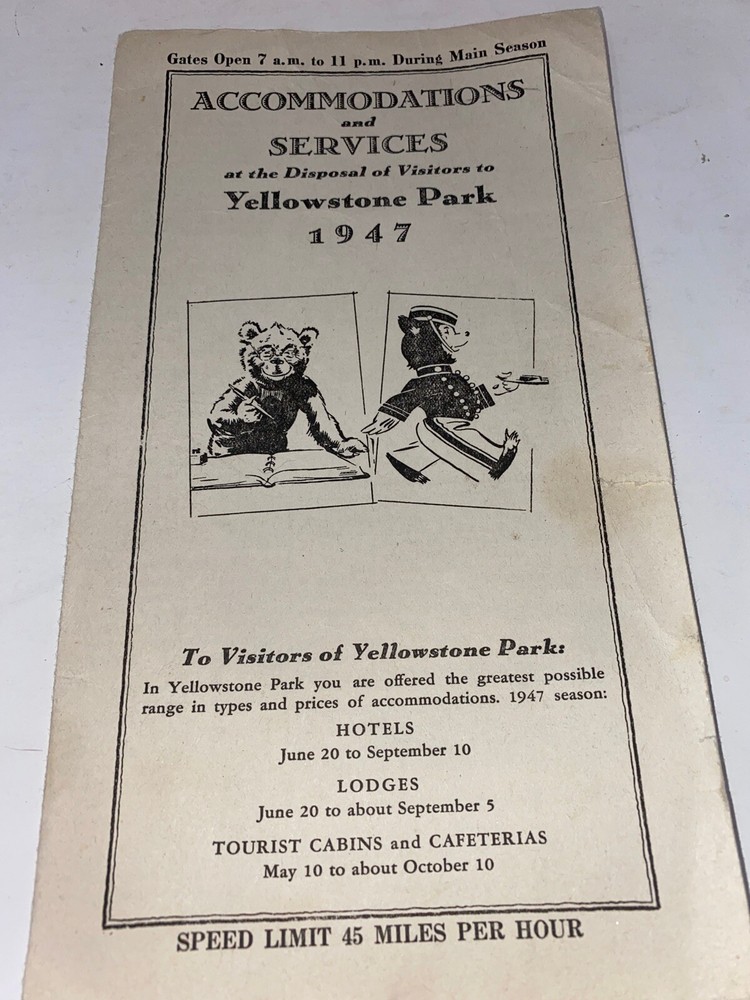 Gates Open 7 a.m. to 11 p.m. During Main Season
ACCOMMODATIONS
and
SERVICES
at the Disposal of Visitors to
Yellowstone Park
1947
To Visitors of Yellowstone Park:
In Yellowstone Park you are offered the greatest possible
range in types and prices of accommodations. 1947 season:
HOTELS
June 20 to September 10
LODGES
June 20 to about September 5
TOURIST CABINS and CAFETERIAS
May 10 to about October 10
SPEED LIMIT 45 MILES PER HOUR